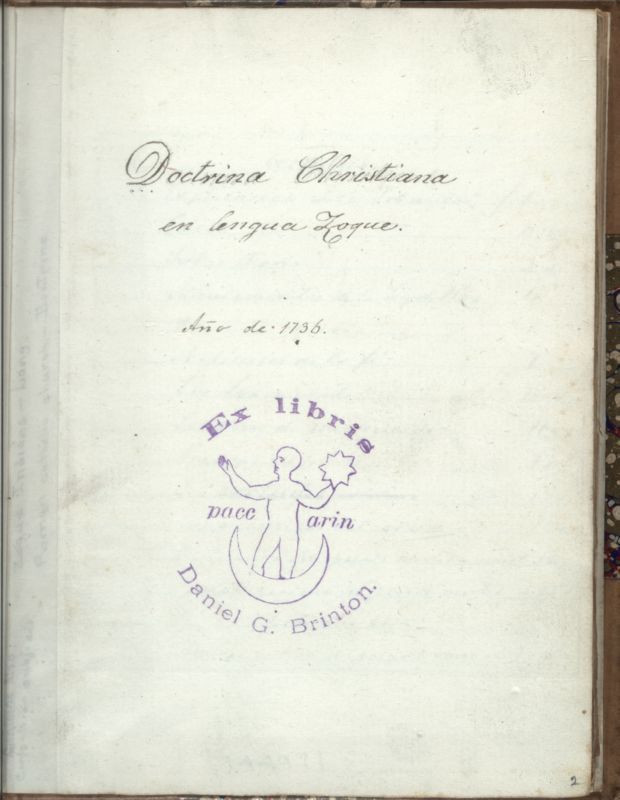 Doctrina Christiana
en lengua Zoque.
Año de 1736.
Ex libris
pacc arin
Daniel G. Brinton.
2